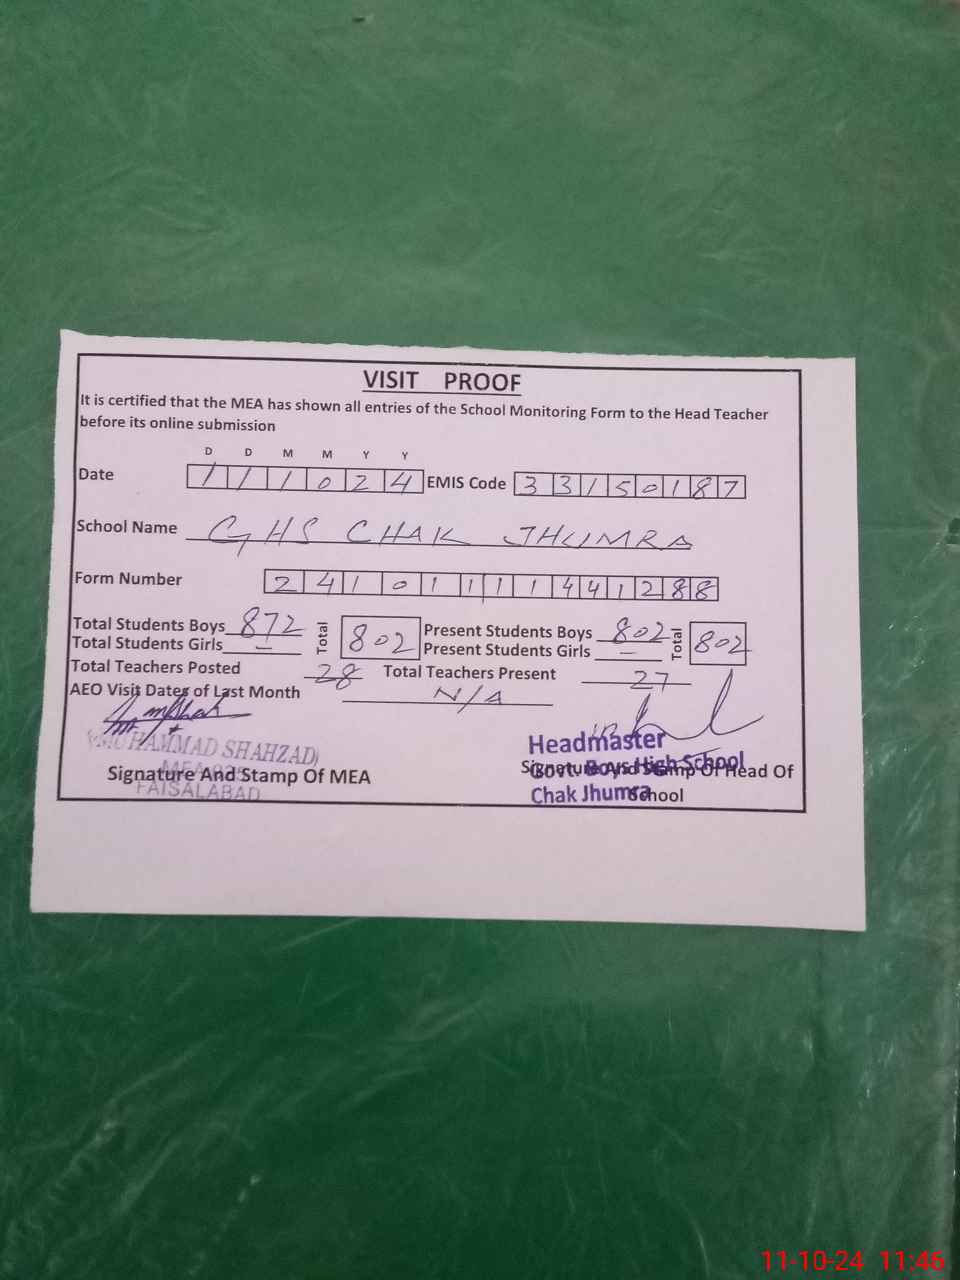 VISIT PROOF
It is certified that the MEA has shown all entries of the School Monitoring Form to the Head Teacher
before its online submission
D D M M Y Y
Date 1 1 1 0 2 4 EMIS Code 3 3 1 5 0 1 8 7
School Name GHS CHAK JHUMRA
Form Number 2 4 1 0 1 1 1 1 4 4 1 2 8 8
Total Students Boys 872 Total 802 Present Students Boys 802 Total 802
Total Students Girls — Present Students Girls —
Total Teachers Posted 28 Total Teachers Present 27
AEO Visit Dates of Last Month N/A
(MUHAMMAD SHAHZAD)
MEA
FAISALABAD
Signature And Stamp Of MEA
Headmaster
Govt. Boys High School
Chak Jhumra
Signature And Stamp Of Head Of
School
11-10-24 11:46